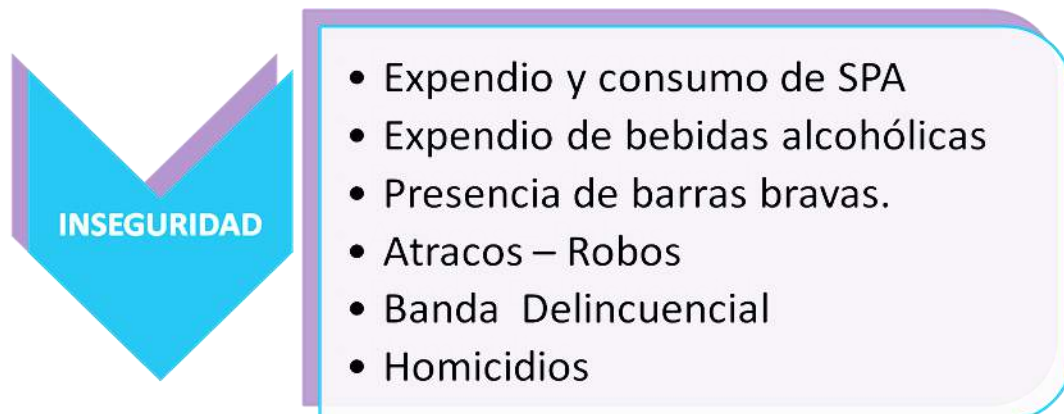 INSEGURIDAD
• Expendio y consumo de SPA
• Expendio de bebidas alcohólicas
• Presencia de barras bravas.
• Atracos – Robos
• Banda  Delincuencial
• Homicidios